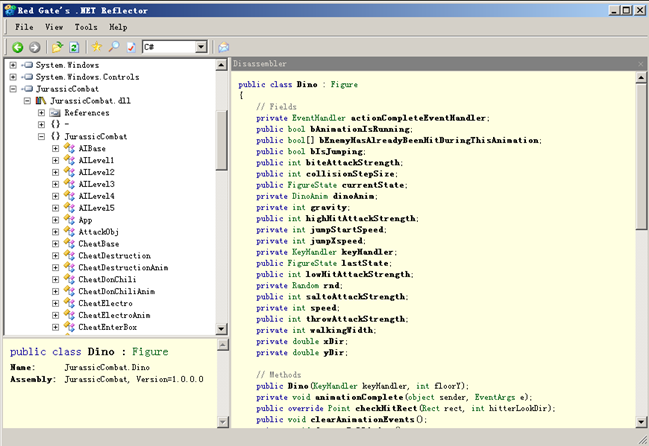 Red Gate's .NET Reflector
File View Tools Help
C#
System.Windows
System.Windows.Controls
JurassicCombat
JurassicCombat.dll
References
{ } -
{ } JurassicCombat
AIBase
AILevel1
AILevel2
AILevel3
AILevel4
AILevel5
App
AttackObj
CheatBase
CheatDestruction
CheatDestructionAnim
CheatDonChili
CheatDonChiliAnim
CheatElectro
CheatElectroAnim
CheatEnterBox
public class Dino : Figure
Name: JurassicCombat.Dino
Assembly: JurassicCombat, Version=1.0.0.0
Disassembler
public class Dino : Figure
{
// Fields
private EventHandler actionCompleteEventHandler;
public bool bAnimationIsRunning;
public bool[] bEnemyHasAlreadyBeenHitDuringThisAnimation;
public bool bIsJumping;
public int biteAttackStrength;
public int collisionStepSize;
public FigureState currentState;
private DinoAnim dinoAnim;
private int gravity;
public int highHitAttackStrength;
private int jumpStartSpeed;
private int jumpXspeed;
private KeyHandler keyHandler;
public FigureState lastState;
public int lowHitAttackStrength;
private Random rnd;
public int saltoAttackStrength;
private int speed;
public int throwAttackStrength;
private int walkingWidth;
private double xDir;
private double yDir;
// Methods
public Dino(KeyHandler keyHandler, int floorY);
private void animationComplete(object sender, EventArgs e);
public override Point checkHitRect(Rect rect, int hitterLookDir);
public void clearAnimationEvents();